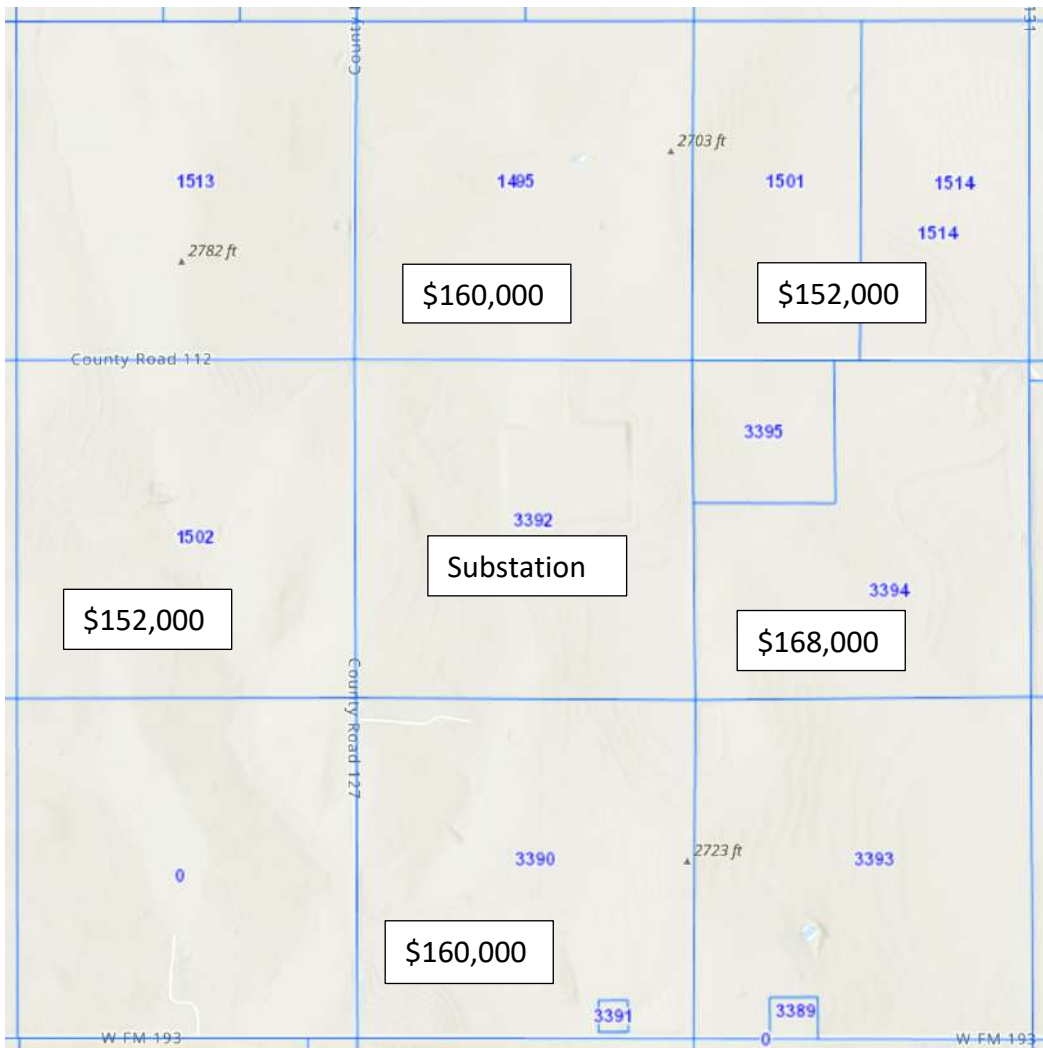 County
131
2703 ft
1513
1495
1501
1514
1514
2782 ft
$160,000
$152,000
County Road 112
3395
3392
1502
Substation
3394
$152,000
$168,000
County Road 127
2723 ft
3390
3393
0
$160,000
3391
3389
W FM 193
0
W FM 193